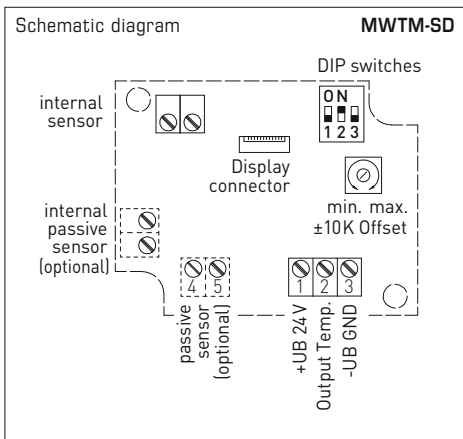 Schematic diagram MWTM-SD
DIP switches
ON
1 2 3
internal
sensor
Display
connector
min. max.
±10K Offset
internal
passive
sensor
(optional)
4 5
1 2 3
passive
sensor
(optional)
+UB 24V
Output Temp.
-UB GND